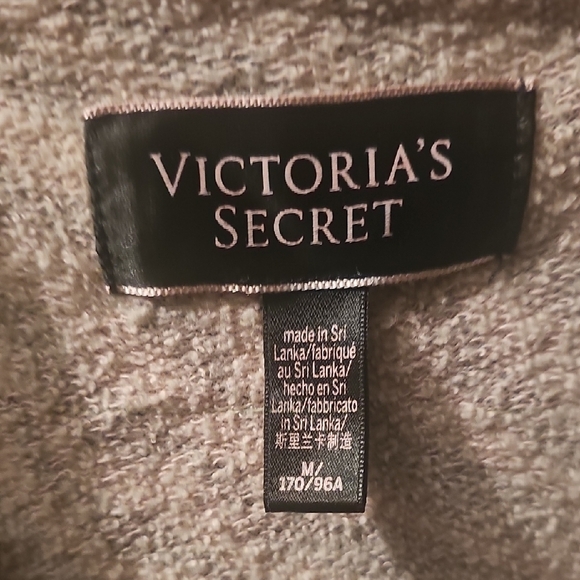 VICTORIA'S
SECRET
made in Sri
Lanka/fabriqué
au Sri Lanka/
hecho en Sri
Lanka/fabbricato
in Sri Lanka/
斯里兰卡制造
M/
170/96A